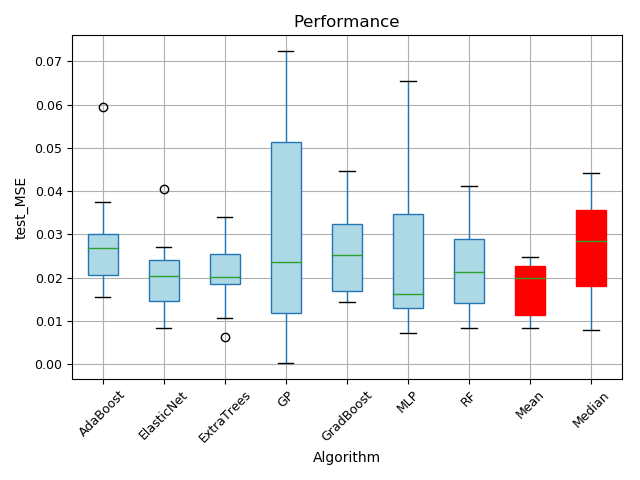 Performance
0.07
0.06
0.05
0.04
0.03
0.02
0.01
0.00
test_MSE
AdaBoost
ElasticNet
ExtraTrees
GP
GradBoost
MLP
RF
Mean
Median
Algorithm